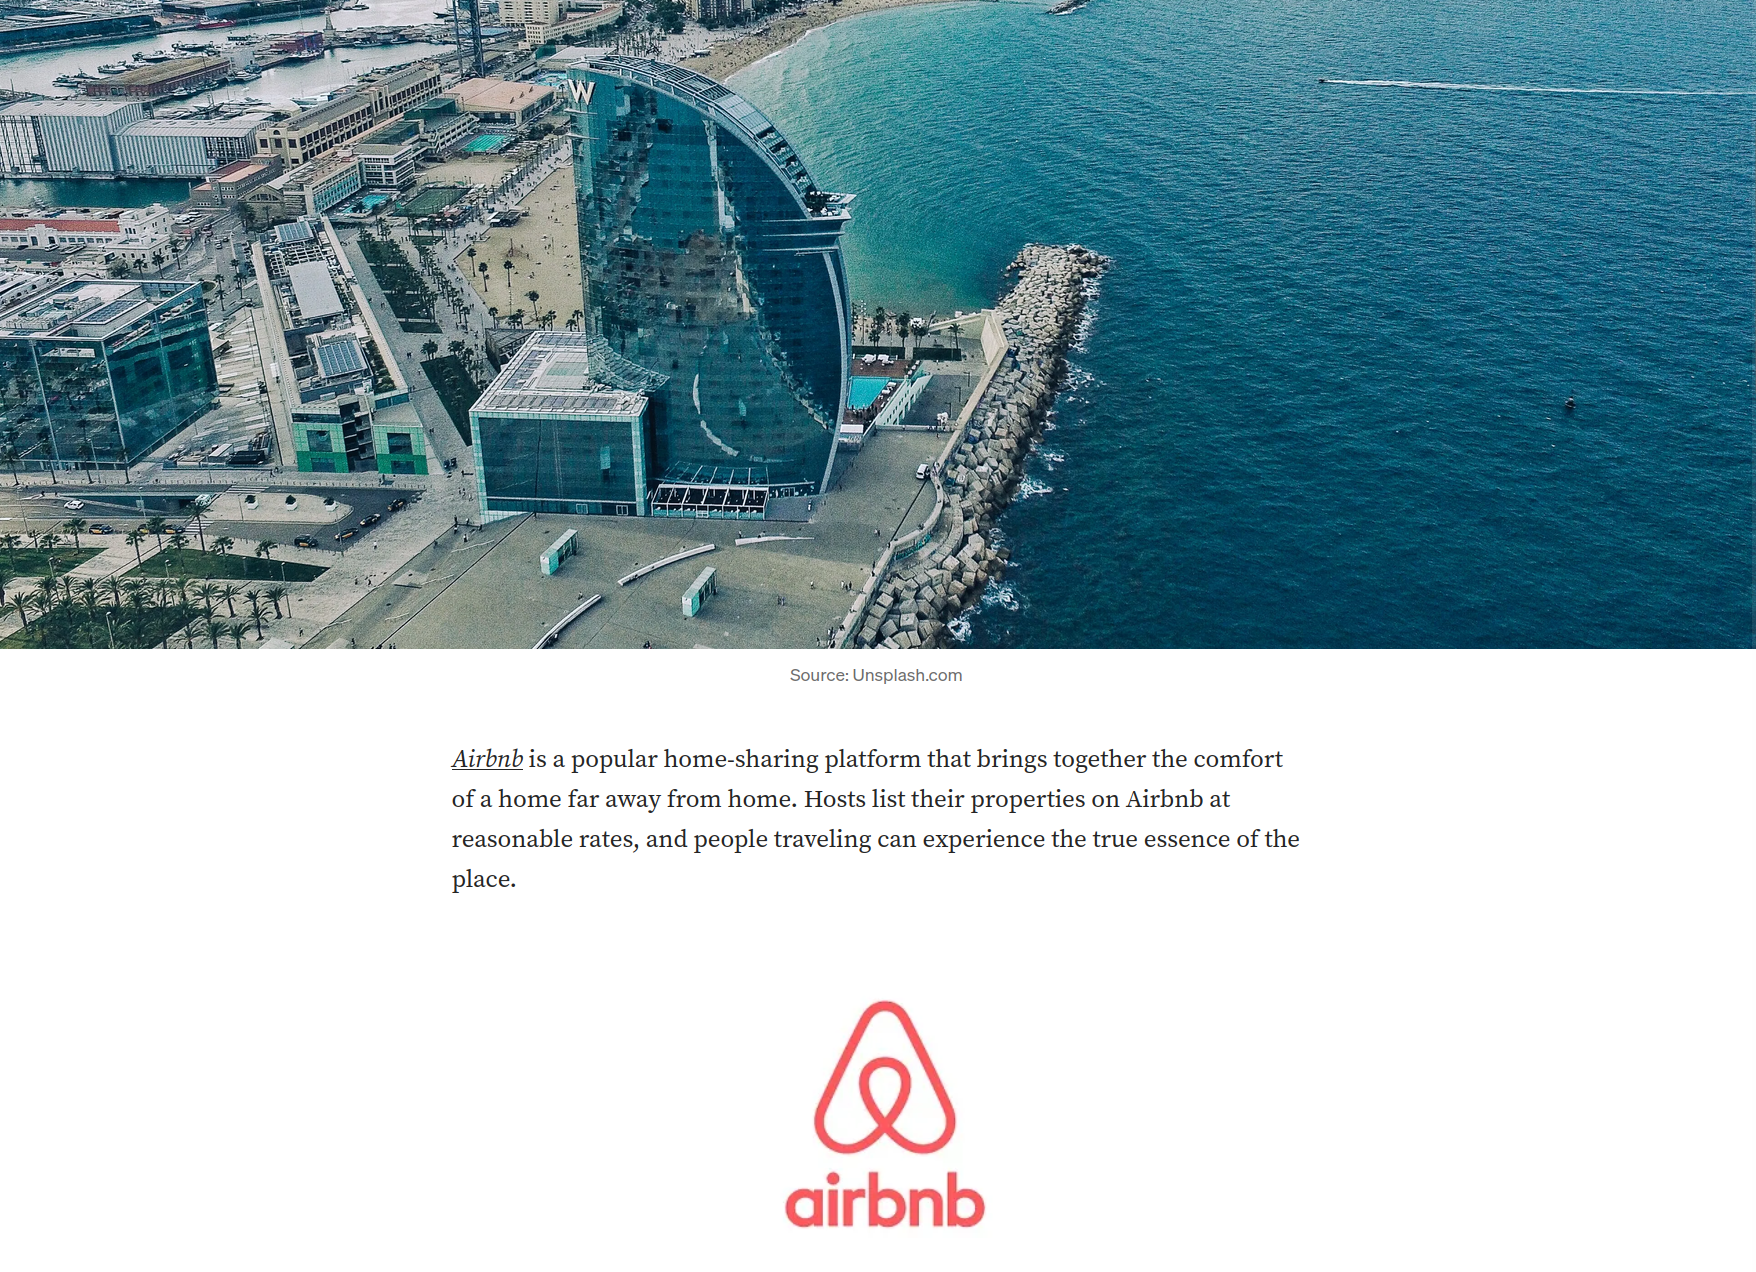 W
Source: Unsplash.com
Airbnb is a popular home-sharing platform that brings together the comfort
of a home far away from home. Hosts list their properties on Airbnb at
reasonable rates, and people traveling can experience the true essence of the
place.
airbnb